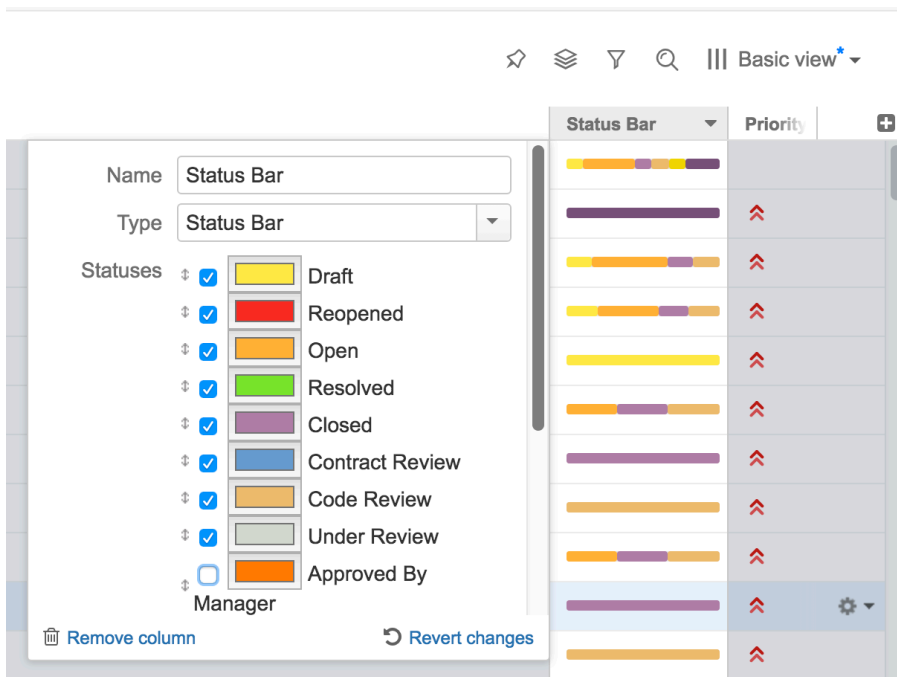 Basic view*
Status Bar
Priority
Name Status Bar
Type Status Bar
Statuses
Draft
Reopened
Open
Resolved
Closed
Contract Review
Code Review
Under Review
Approved By
Manager
Remove column
Revert changes